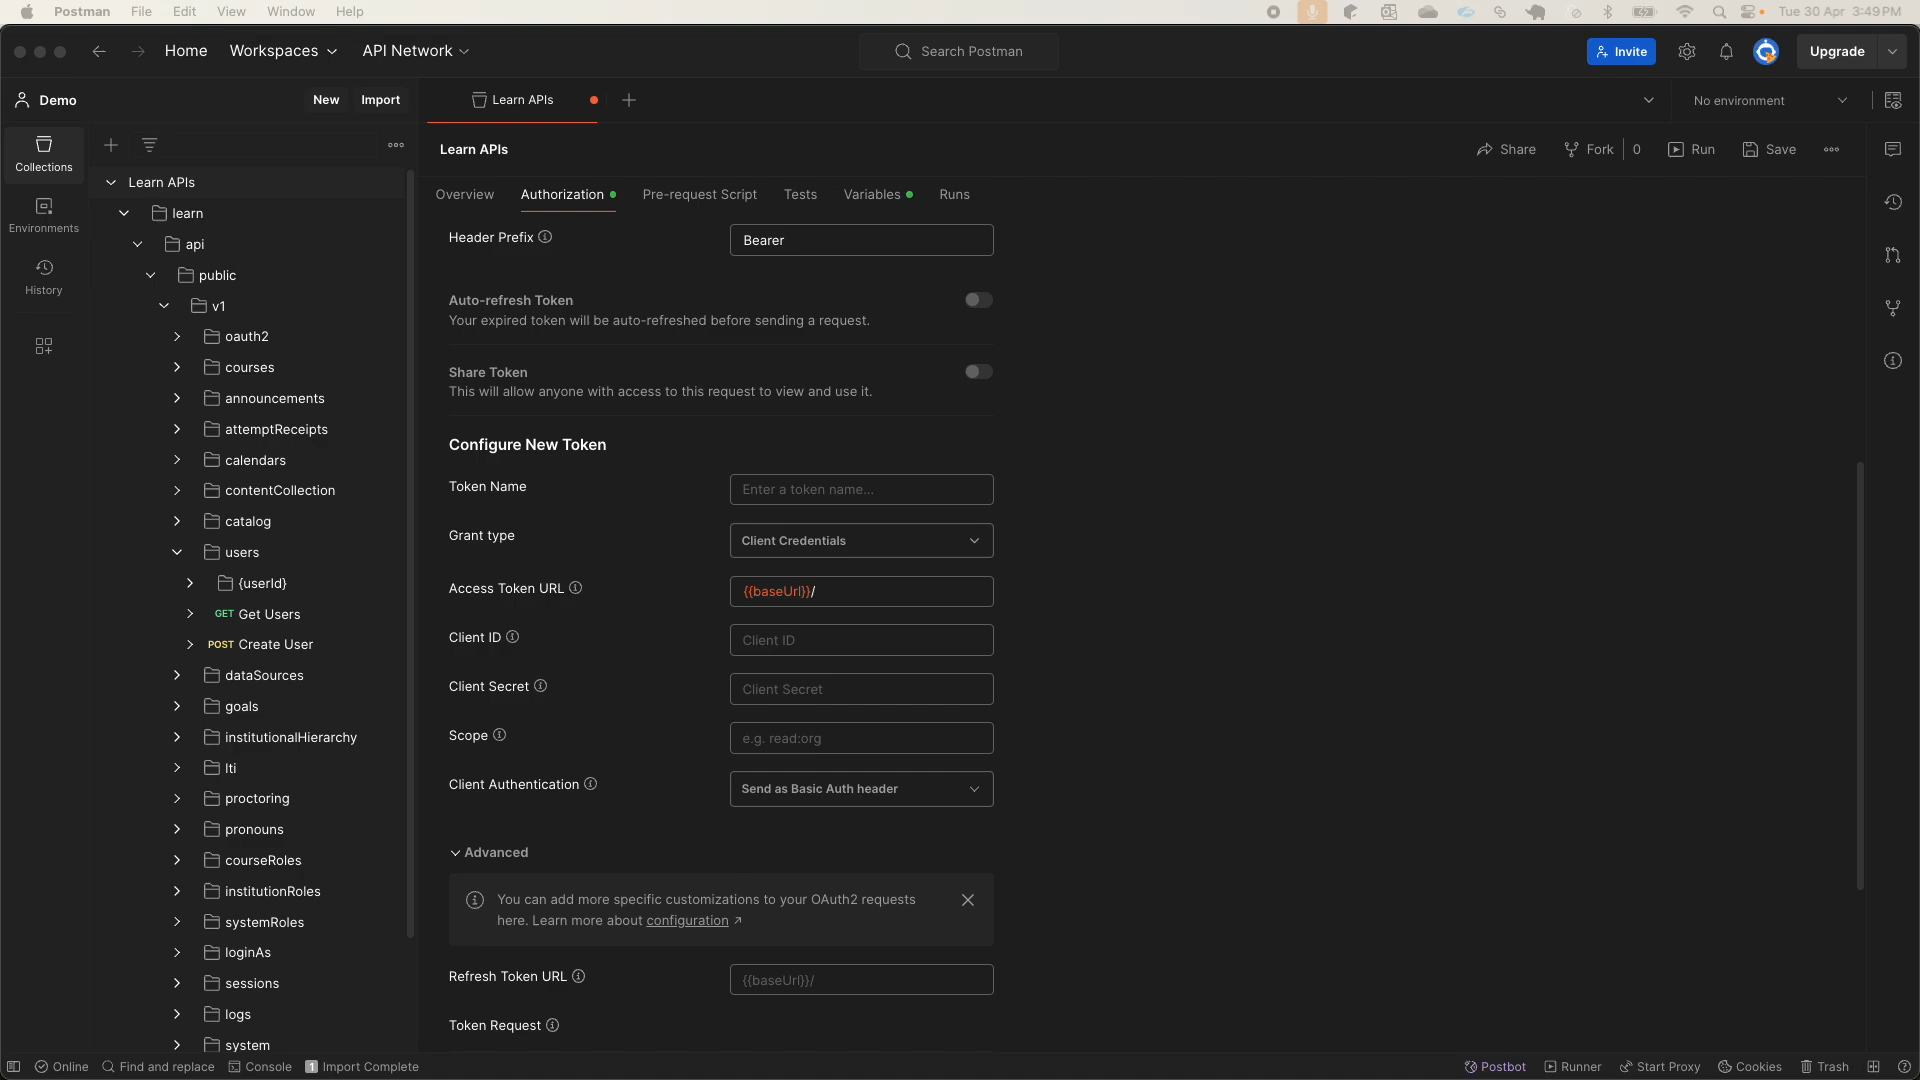 Postman File Edit View Window Help Tue 30 Apr 3:49PM
Home Workspaces API Network Search Postman Invite Upgrade
Demo New Import Learn APIs No environment
Collections
Environments
History
Learn APIs
learn
api
public
v1
oauth2
courses
announcements
attemptReceipts
calendars
contentCollection
catalog
users
{userId}
GET Get Users
POST Create User
dataSources
goals
institutionalHierarchy
lti
proctoring
pronouns
courseRoles
institutionRoles
systemRoles
loginAs
sessions
logs
system
Learn APIs Share Fork 0 Run Save
Overview Authorization Pre-request Script Tests Variables Runs
Header Prefix Bearer
Auto-refresh Token
Your expired token will be auto-refreshed before sending a request.
Share Token
This will allow anyone with access to this request to view and use it.
Configure New Token
Token Name Enter a token name...
Grant type Client Credentials
Access Token URL {{baseUrl}}/
Client ID Client ID
Client Secret Client Secret
Scope e.g. read:org
Client Authentication Send as Basic Auth header
Advanced
You can add more specific customizations to your OAuth2 requests
here. Learn more about configuration ↗
Refresh Token URL {{baseUrl}}/
Token Request
Online Find and replace Console 1 Import Complete Postbot Runner Start Proxy Cookies Trash